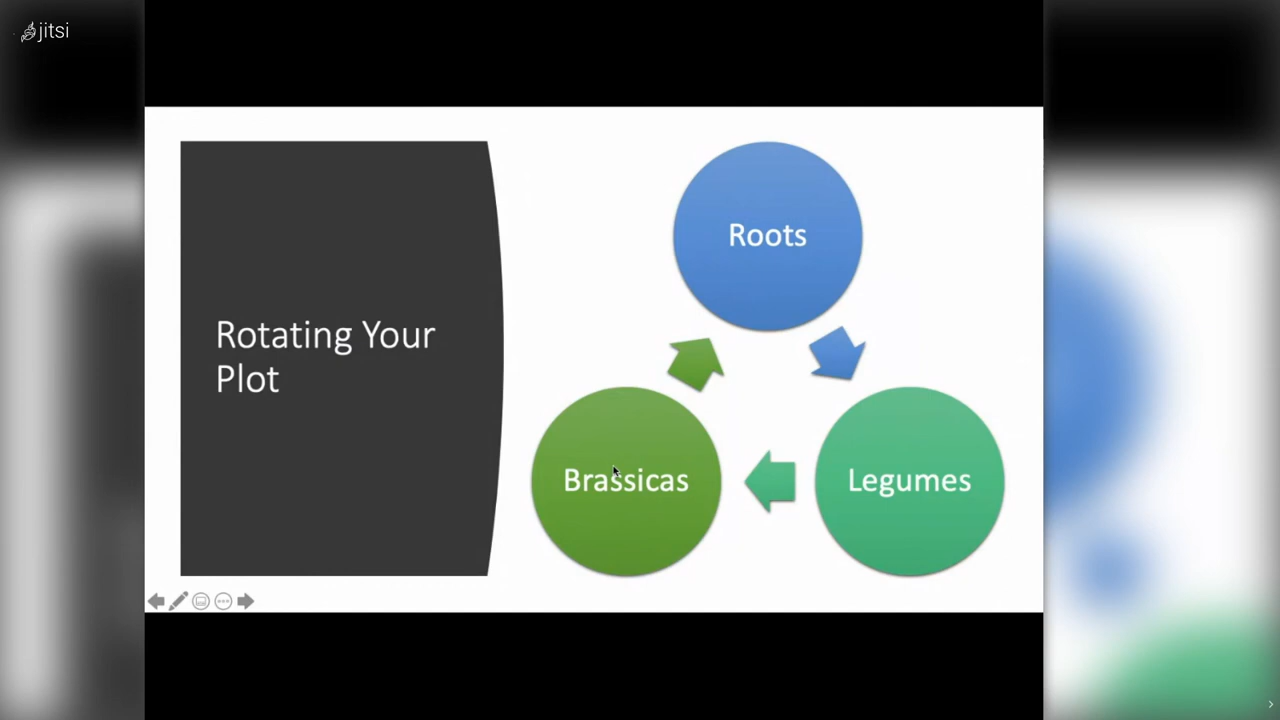 jitsi
Roots
Rotating Your
Plot
Brassicas
Legumes